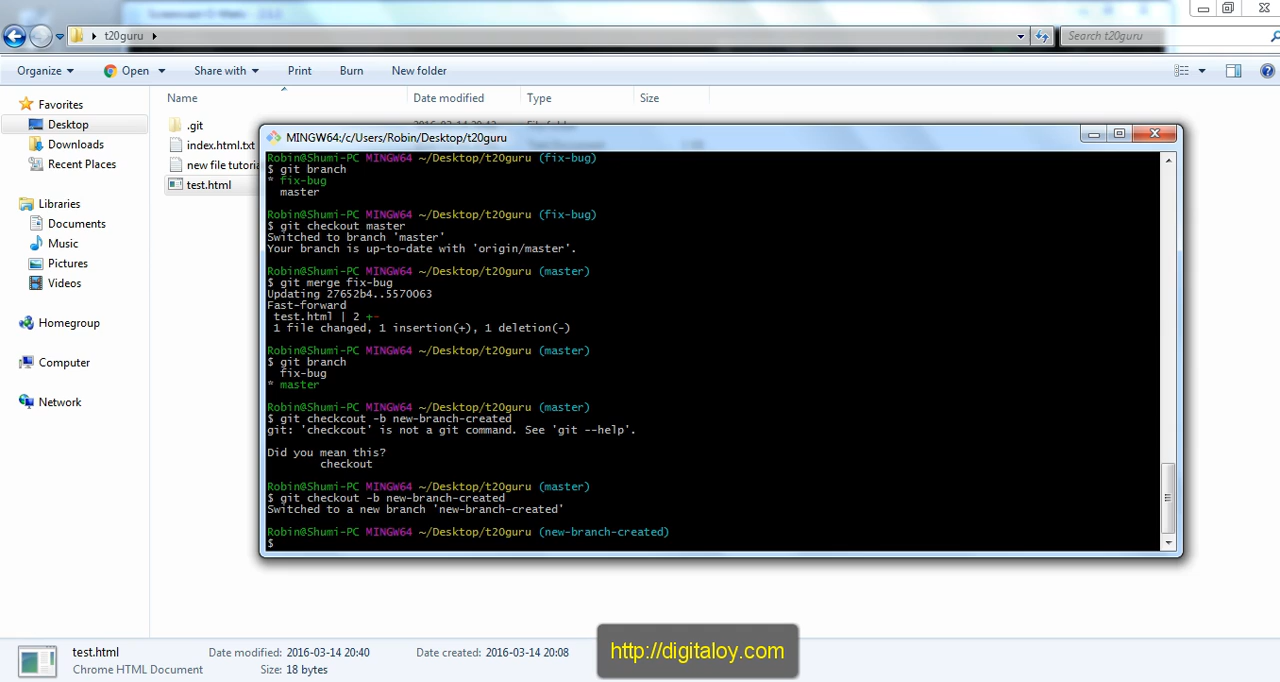 t20guru
Search t20guru
Organize
Open
Share with
Print
Burn
New folder
Favorites
Desktop
Downloads
Recent Places
Libraries
Documents
Music
Pictures
Videos
Homegroup
Computer
Network
Name
Date modified
Type
Size
.git
index.html.txt
new file tutoria
test.html
MINGW64:/c/Users/Robin/Desktop/t20guru
Robin@Shumi-PC MINGW64 ~/Desktop/t20guru (fix-bug)
$ git branch
* fix-bug
master
Robin@Shumi-PC MINGW64 ~/Desktop/t20guru (fix-bug)
$ git checkout master
Switched to branch 'master'
Your branch is up-to-date with 'origin/master'.
Robin@Shumi-PC MINGW64 ~/Desktop/t20guru (master)
$ git merge fix-bug
Updating 27652b4..5570063
Fast-forward
test.html | 2 +-
1 file changed, 1 insertion(+), 1 deletion(-)
Robin@Shumi-PC MINGW64 ~/Desktop/t20guru (master)
$ git branch
fix-bug
* master
Robin@Shumi-PC MINGW64 ~/Desktop/t20guru (master)
$ git checkcout -b new-branch-created
git: 'checkcout' is not a git command. See 'git --help'.
Did you mean this?
checkout
Robin@Shumi-PC MINGW64 ~/Desktop/t20guru (master)
$ git checkout -b new-branch-created
Switched to a new branch 'new-branch-created'
Robin@Shumi-PC MINGW64 ~/Desktop/t20guru (new-branch-created)
$
test.html
Chrome HTML Document
Date modified: 2016-03-14 20:40
Size: 18 bytes
Date created: 2016-03-14 20:08
http://digitaloy.com